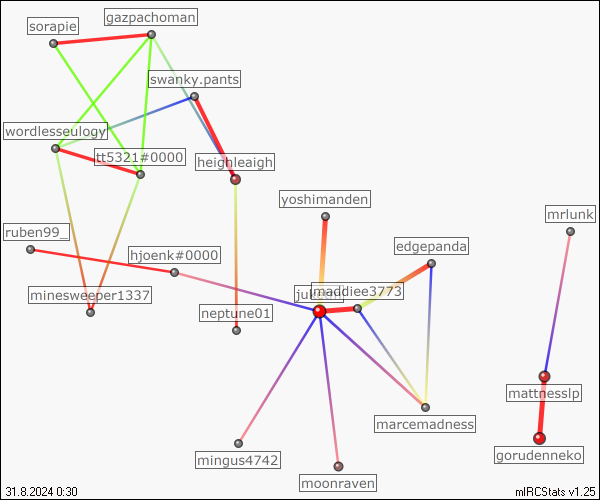 gazpachoman
sorapie
swanky.pants
wordlesseulogy
tt5321#0000
heighleaigh
yoshimanden
mrlunk
ruben99_
edgepanda
hjoenk#0000
maddiee3773
minesweeper1337
neptune01
mattnesslp
marcemadness
gorudenneko
mingus4742
moonraven
31.8.2024 0:30
mIRCStats v1.25